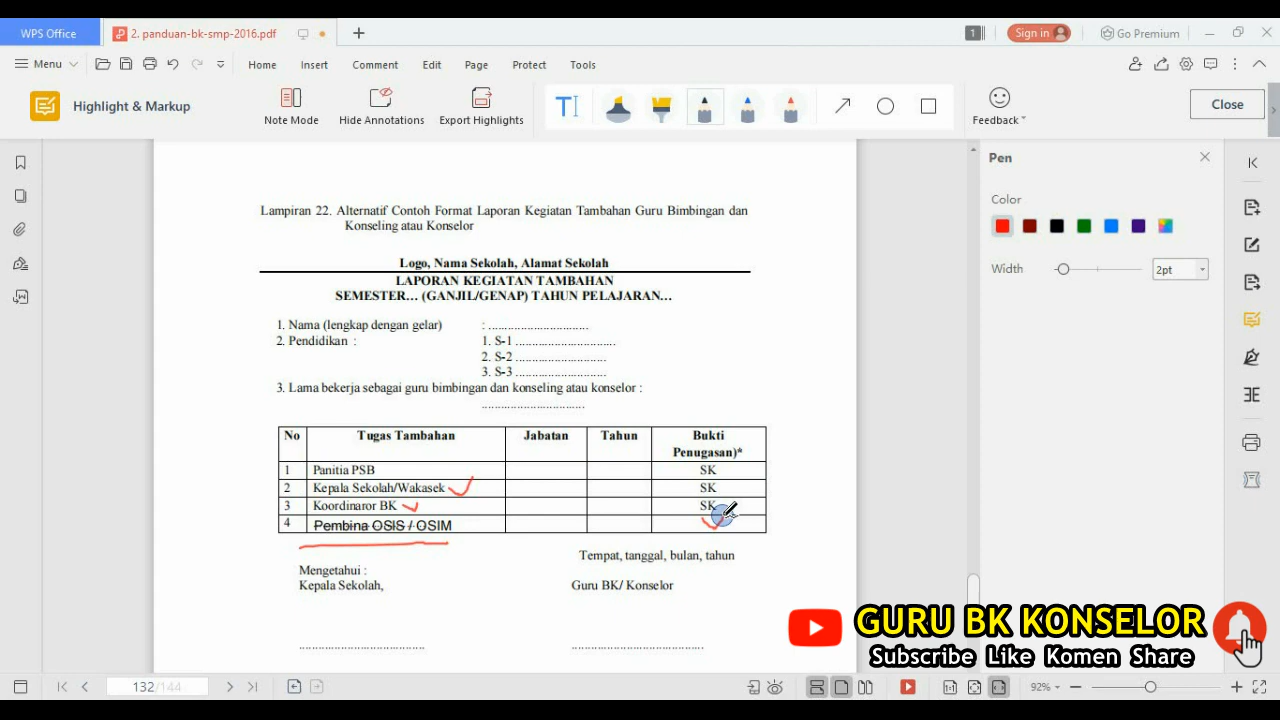 WPS Office
2. panduan-bk-smp-2016.pdf
1
Sign in
Go Premium
Menu
Home
Insert
Comment
Edit
Page
Protect
Tools
Highlight & Markup
Note Mode
Hide Annotations
Export Highlights
T
Feedback
Close
Pen
Color
Width
2pt
Lampiran 22. Alternatif Contoh Format Laporan Kegiatan Tambahan Guru Bimbingan dan
Konseling atau Konselor
Logo, Nama Sekolah, Alamat Sekolah
LAPORAN KEGIATAN TAMBAHAN
SEMESTER… (GANJIL/GENAP) TAHUN PELAJARAN…
1. Nama (lengkap dengan gelar) : ................................
2. Pendidikan : 1. S-1 ................................
2. S-2 ............................
3. S-3 ............................
3. Lama bekerja sebagai guru bimbingan dan konseling atau konselor :
................................
No Tugas Tambahan Jabatan Tahun Bukti
Penugasan)*
1 Panitia PSB SK
2 Kepala Sekolah/Wakasek SK
3 Koordinaror BK SK
4 Pembina OSIS / OSIM
Tempat, tanggal, bulan, tahun
Mengetahui :
Kepala Sekolah, Guru BK/ Konselor
....................................... .........................................
GURU BK KONSELOR
Subscribe Like Komen Share
132/144
1:1
92%